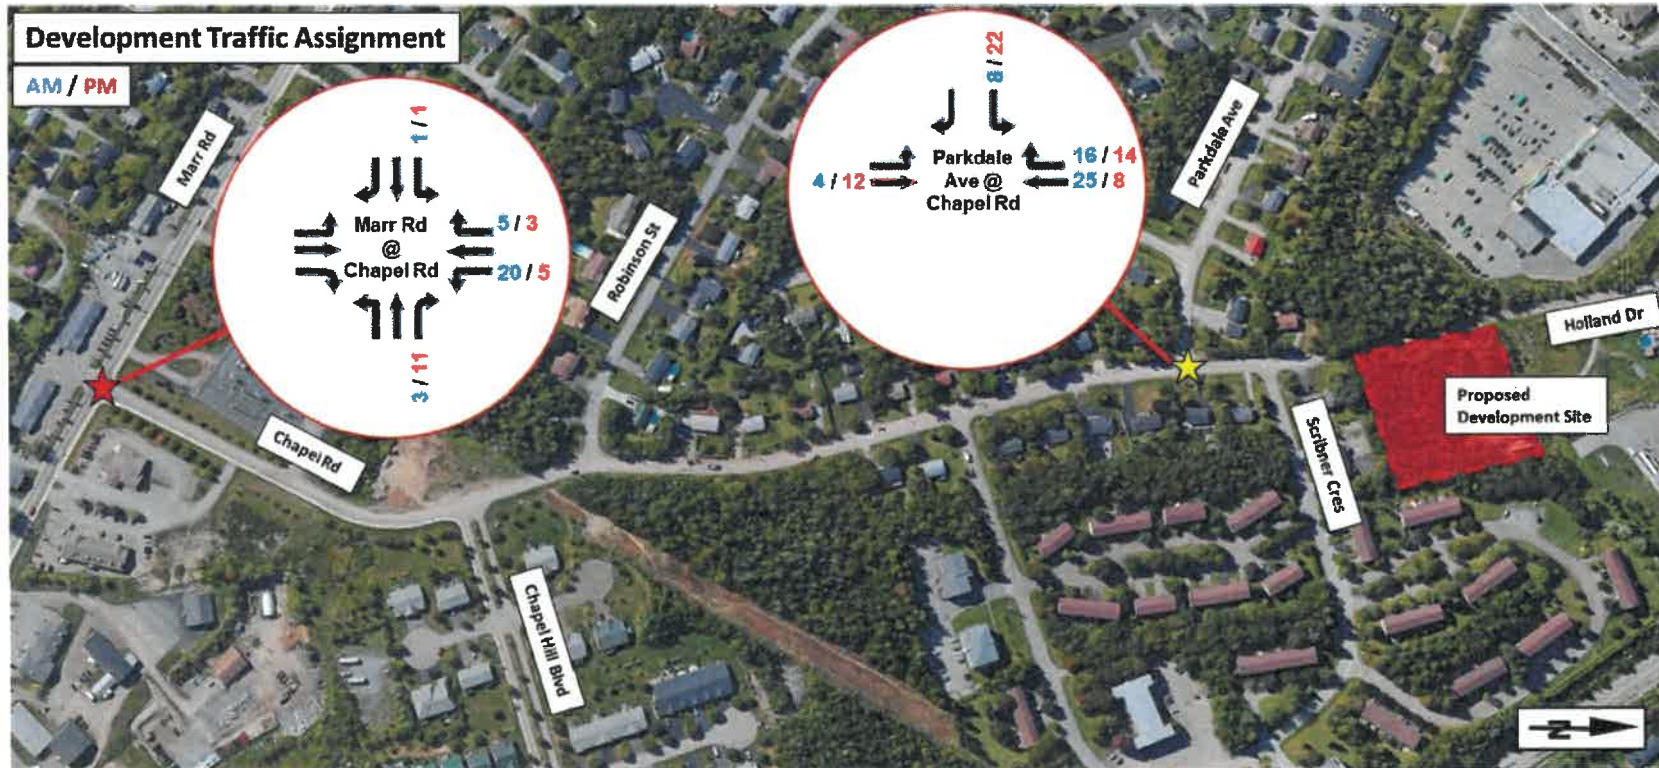 Development Traffic Assignment
AM / PM
Marr Rd
1 / 1
Marr Rd
@
Chapel Rd
5 / 3
20 / 5
3 / 11
Chapel Rd
Robinson St
8 / 22
Parkdale
Ave @
Chapel Rd
4 / 12
16 / 14
25 / 8
Parkdale Ave
Holland Dr
Proposed
Development Site
Scribner Cres
Chapel Hill Blvd
N